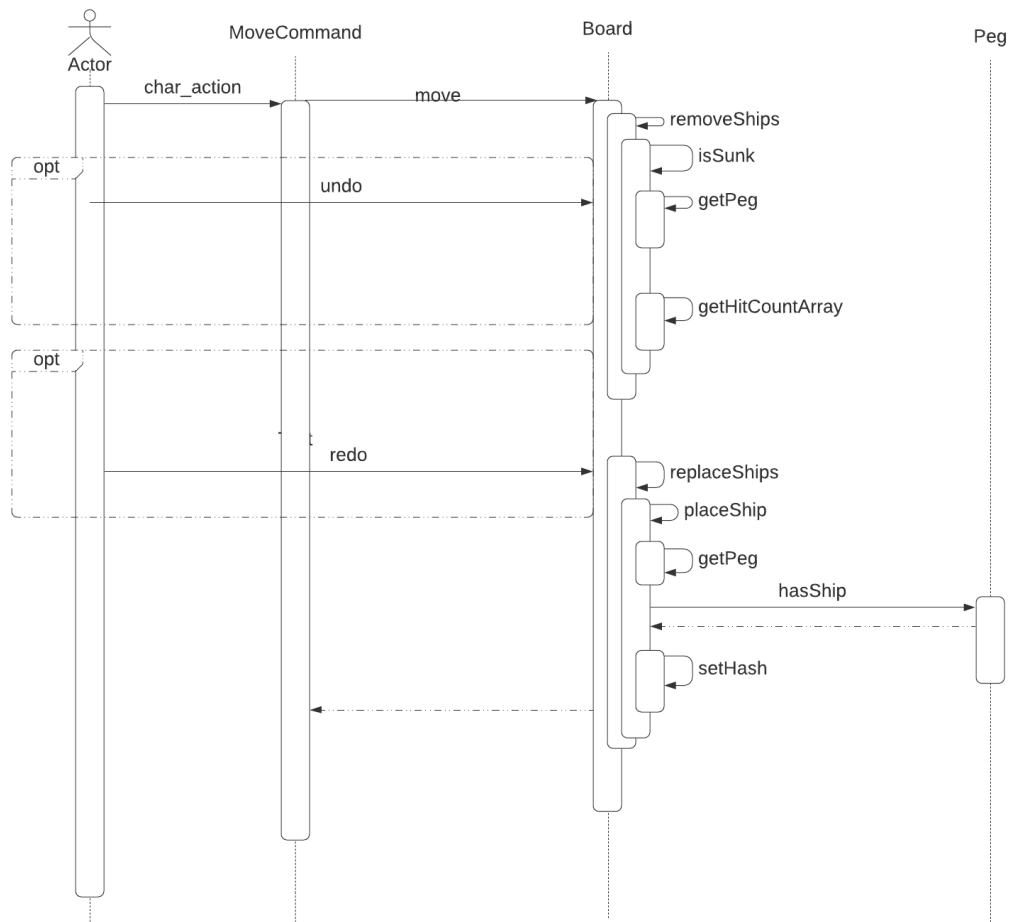 MoveCommand
Board
Peg
Actor
char_action
move
removeShips
isSunk
opt
undo
getPeg
getHitCountArray
opt
redo
replaceShips
placeShip
getPeg
hasShip
setHash